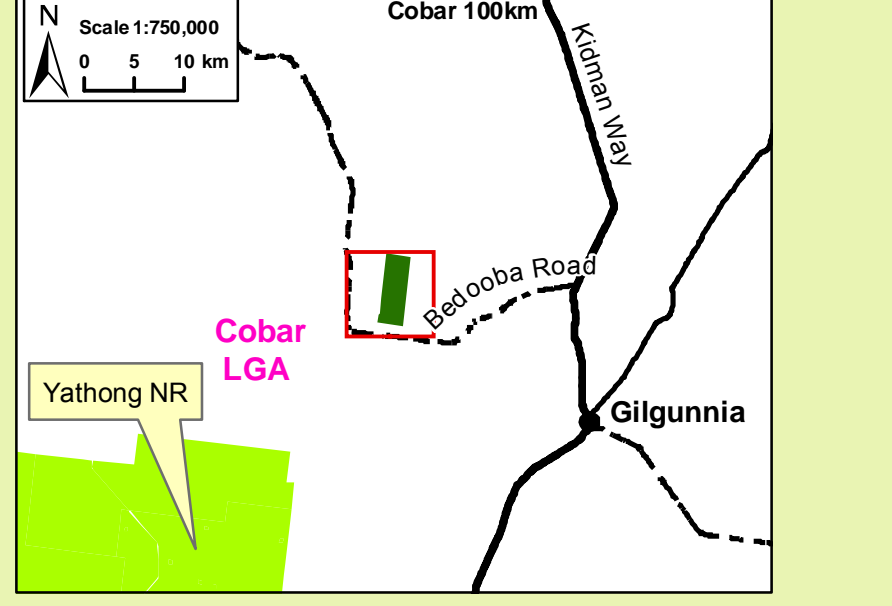 Cobar 100km
N
Scale 1:750,000
0 5 10 km
Kidman Way
Bedooba Road
Cobar
LGA
Yathong NR
Gilgunnia